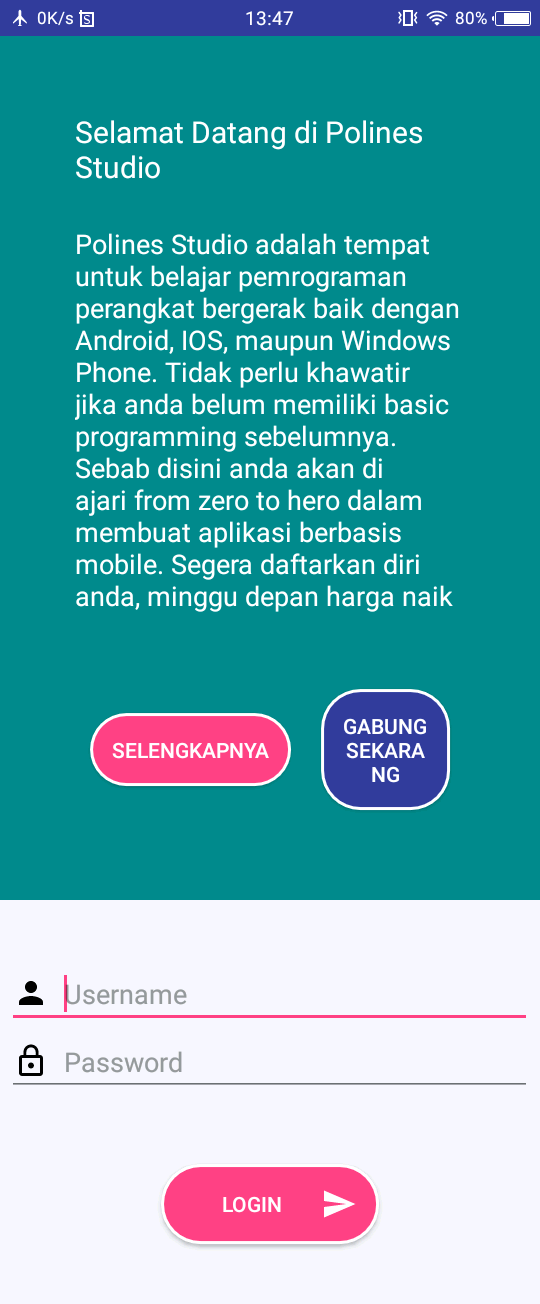 0K/s
13:47
80%
Selamat Datang di Polines
Studio
Polines Studio adalah tempat
untuk belajar pemrograman
perangkat bergerak baik dengan
Android, IOS, maupun Windows
Phone. Tidak perlu khawatir
jika anda belum memiliki basic
programming sebelumnya.
Sebab disini anda akan di
ajari from zero to hero dalam
membuat aplikasi berbasis
mobile. Segera daftarkan diri
anda, minggu depan harga naik
SELENGKAPNYA
GABUNG
SEKARA
NG
Username
Password
LOGIN